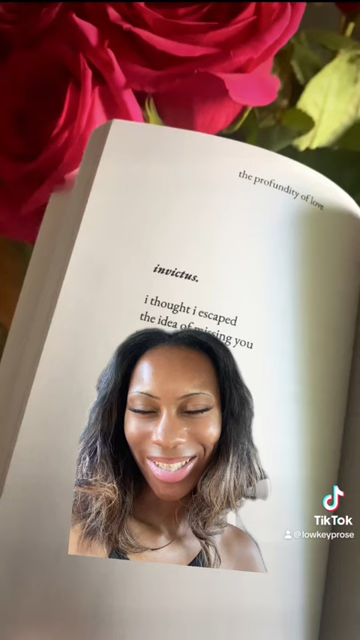 the profundity of love
invictus.
i thought i escaped
the idea of missing you
TikTok
@lowkeyprose